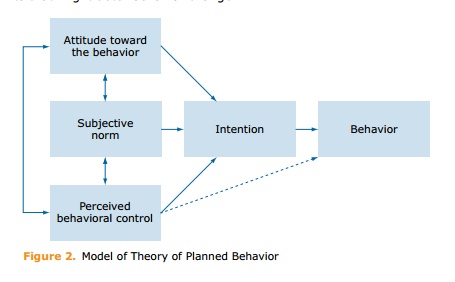 Attitude toward
the behavior
Subjective
norm
Intention
Behavior
Perceived
behavioral control
Figure 2. Model of Theory of Planned Behavior